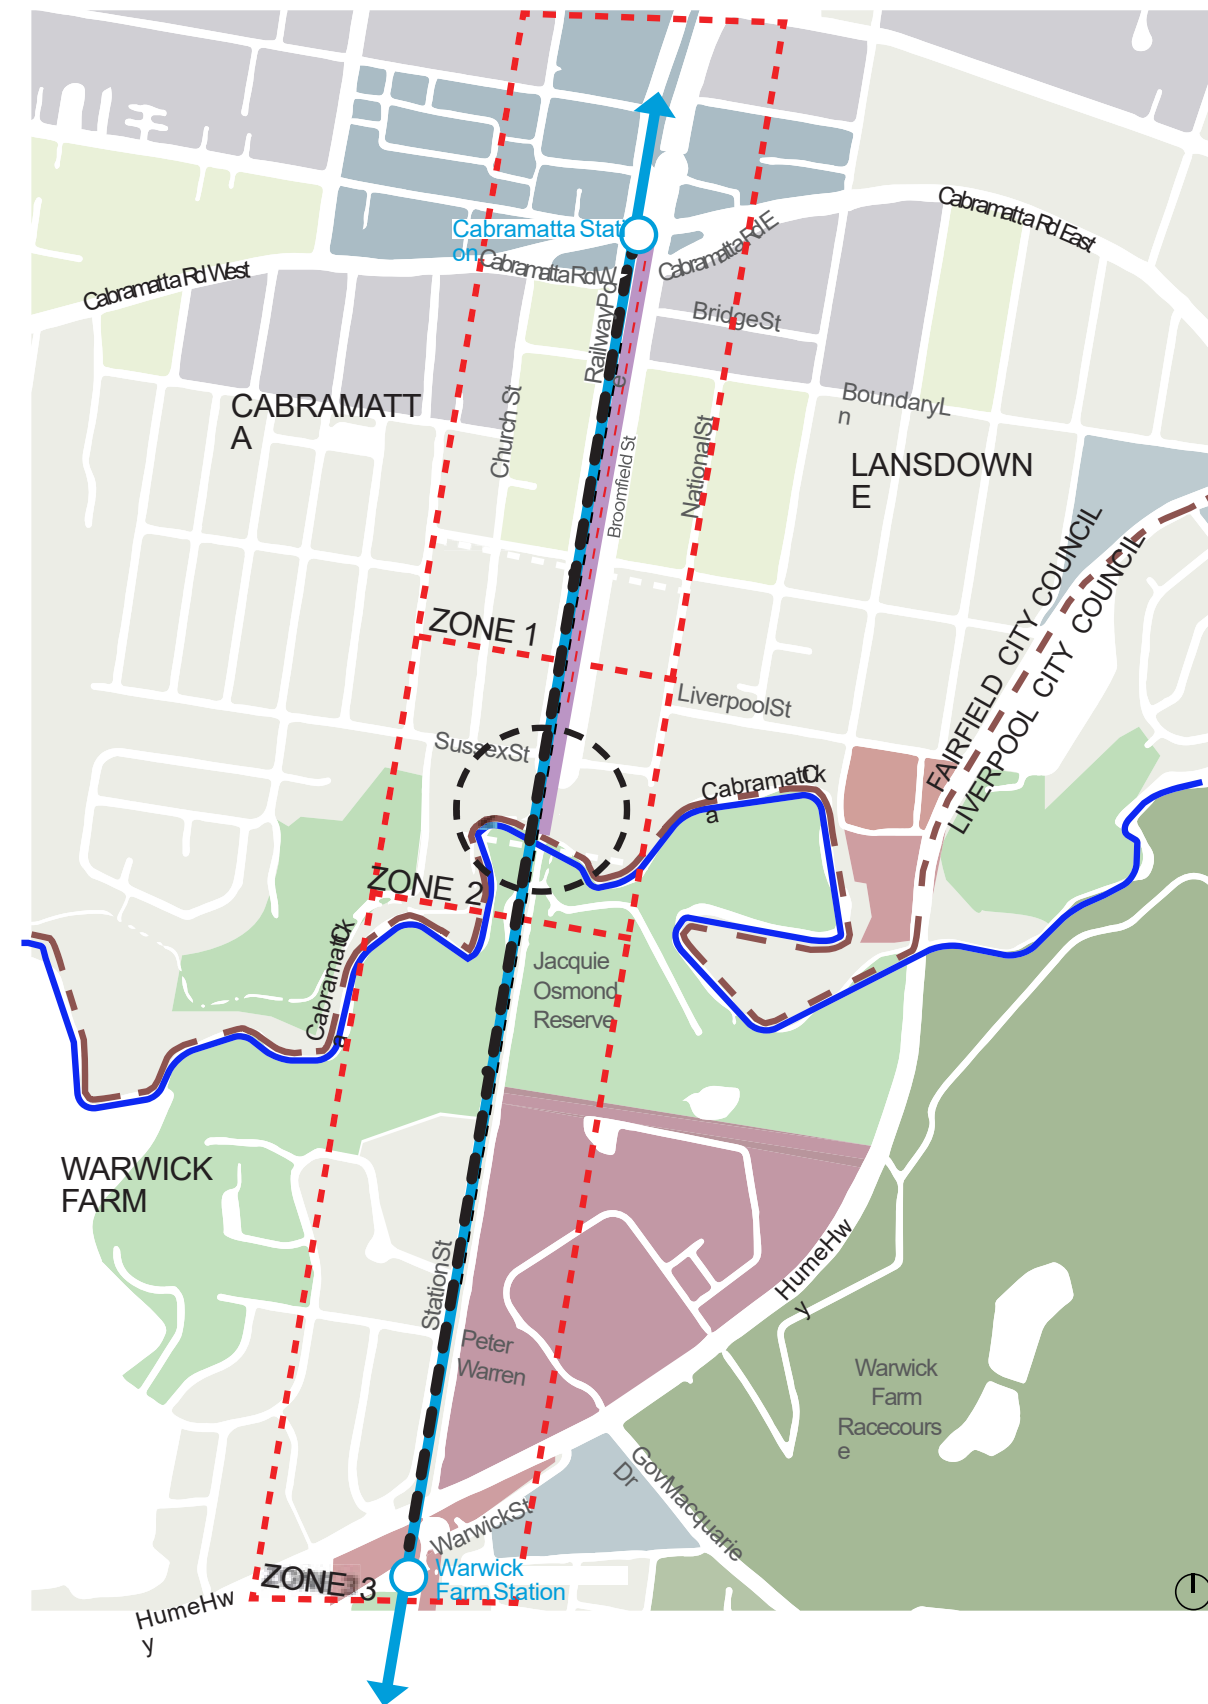 Cabramatta Rd East
Cabramatta Stati
on
Cabramatta Rd W
Cabramatta Rd E
Cabramatta Rd West
Railway Pd
e
Bridge St
Boundary L
n
CABRAMATT
A
Church St
Broomfield St
National St
LANSDOWN
E
FAIRFIELD CITY COUNCIL
LIVERPOOL CITY COUNCIL
ZONE 1
Liverpool St
Sussex St
Cabramatt Ck
a
ZONE 2
Cabramatt Ck
a
Jacquie
Osmond
Reserve
WARWICK
FARM
Station St
Hume Hw
y
Peter
Warren
Warwick
Farm
Racecours
e
Gov Macquarie
Dr
Warwick St
Warwick
Farm Station
ZONE 3
Hume Hw
y